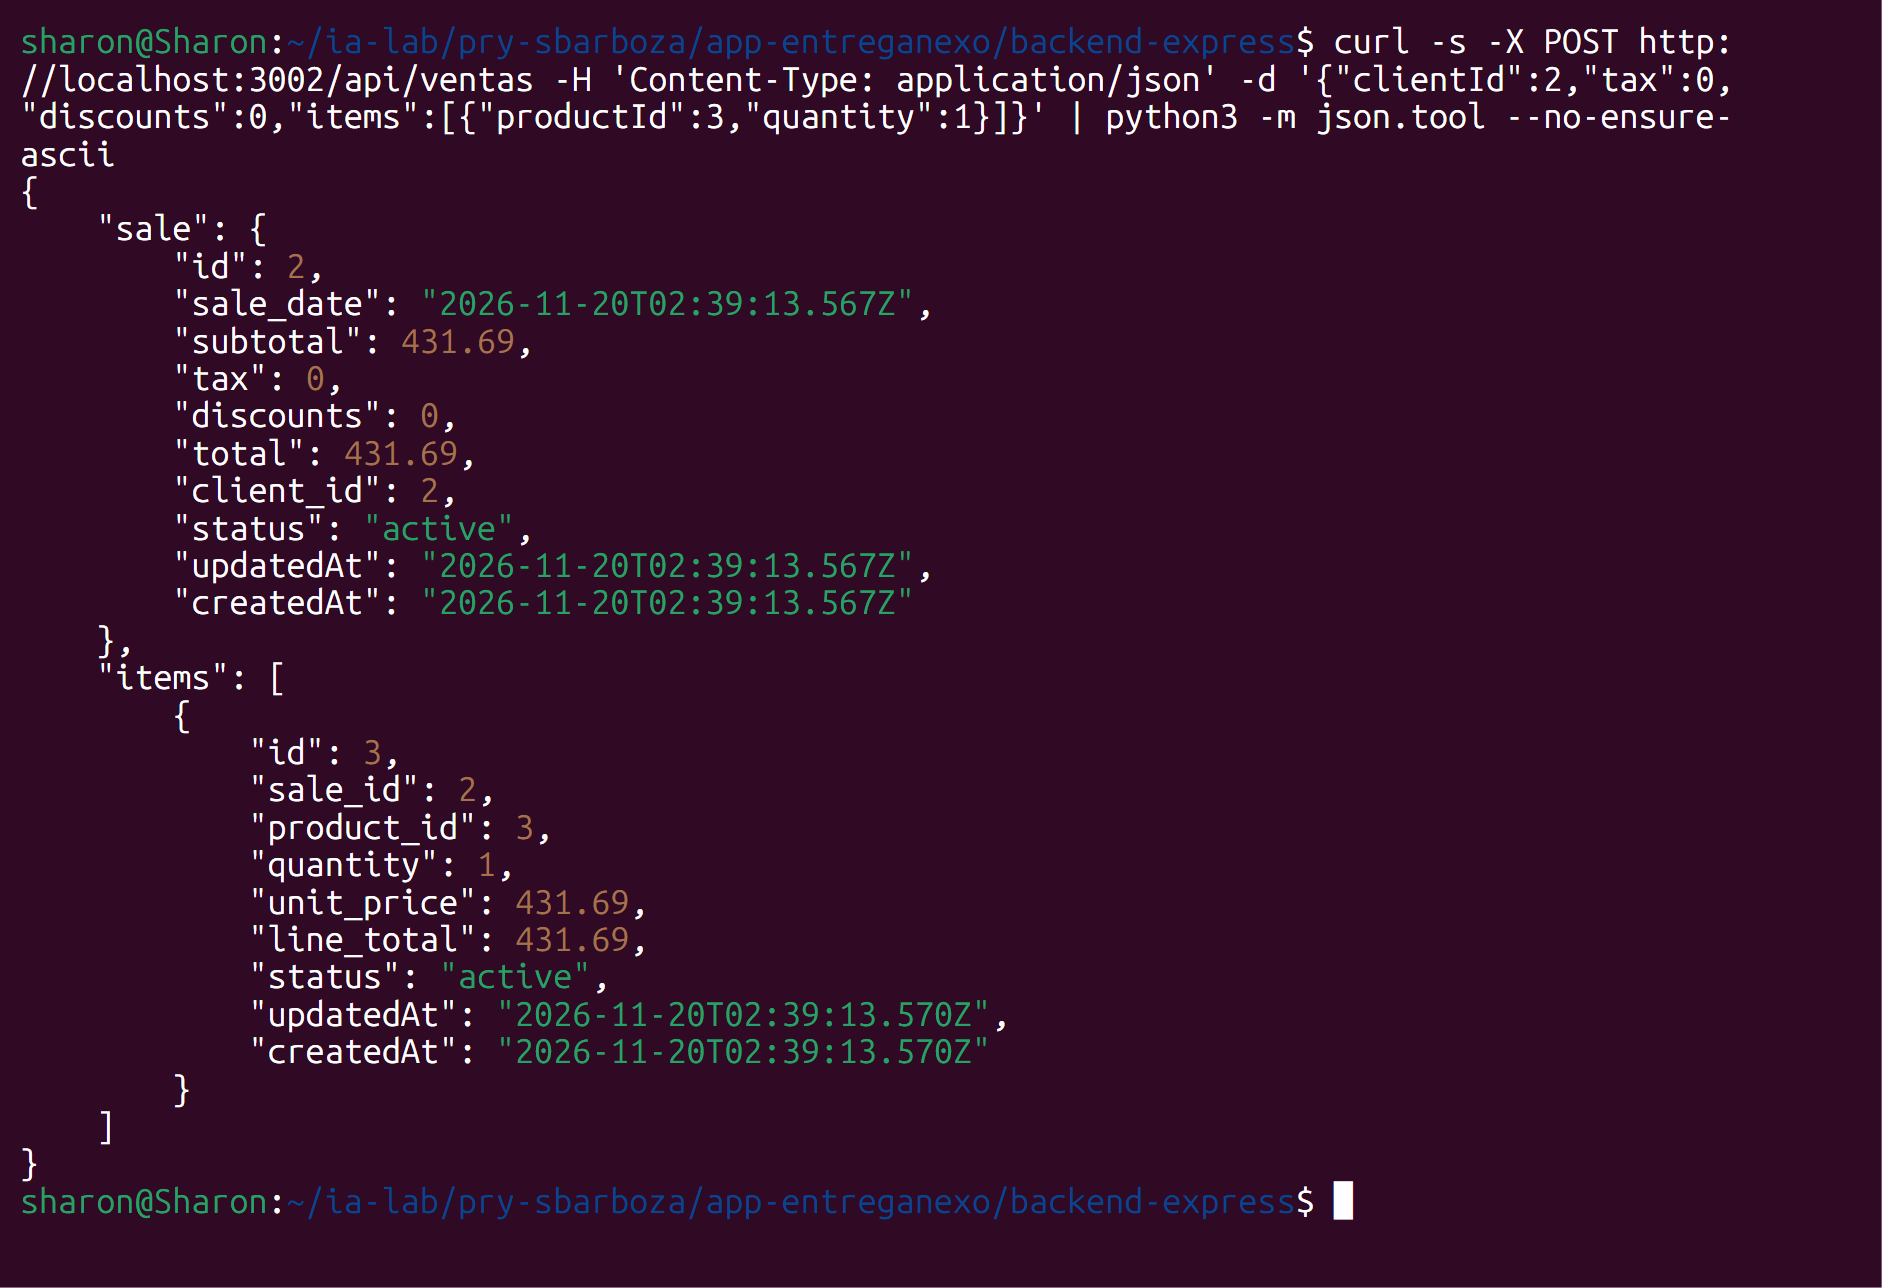 sharon@Sharon:~/ia-lab/pry-sbarboza/app-entreganexo/backend-express$ curl -s -X POST http:
//localhost:3002/api/ventas -H 'Content-Type: application/json' -d '{"clientId":2,"tax":0,
"discounts":0,"items":[{"productId":3,"quantity":1}]}' | python3 -m json.tool --no-ensure-
ascii
{
    "sale": {
        "id": 2,
        "sale_date": "2026-11-20T02:39:13.567Z",
        "subtotal": 431.69,
        "tax": 0,
        "discounts": 0,
        "total": 431.69,
        "client_id": 2,
        "status": "active",
        "updatedAt": "2026-11-20T02:39:13.567Z",
        "createdAt": "2026-11-20T02:39:13.567Z"
    },
    "items": [
        {
            "id": 3,
            "sale_id": 2,
            "product_id": 3,
            "quantity": 1,
            "unit_price": 431.69,
            "line_total": 431.69,
            "status": "active",
            "updatedAt": "2026-11-20T02:39:13.570Z",
            "createdAt": "2026-11-20T02:39:13.570Z"
        }
    ]
}
sharon@Sharon:~/ia-lab/pry-sbarboza/app-entreganexo/backend-express$